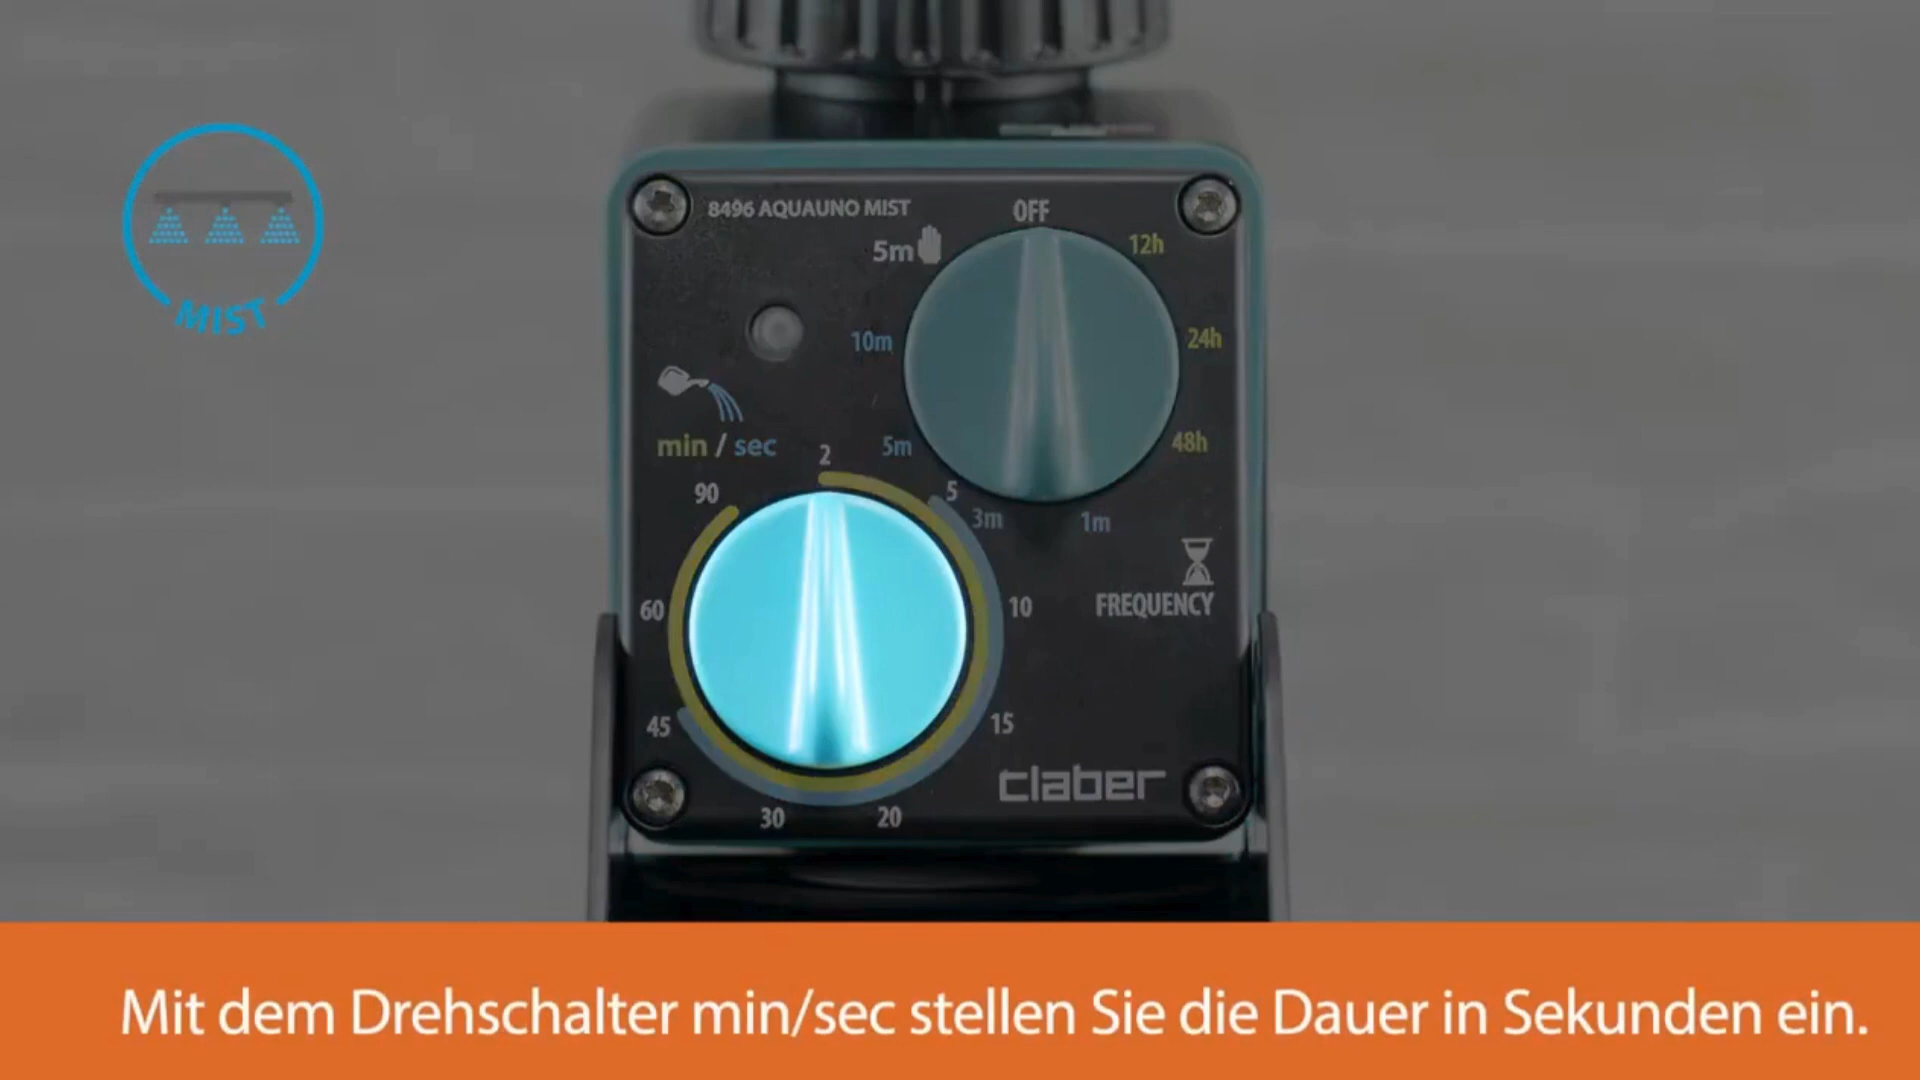 MIST
8496 AQUAUNO MIST
OFF
5m
12h
10m
24h
5m
48h
3m
1m
FREQUENCY
min / sec
2
5
90
10
60
15
45
20
30
claber
Mit dem Drehschalter min/sec stellen Sie die Dauer in Sekunden ein.